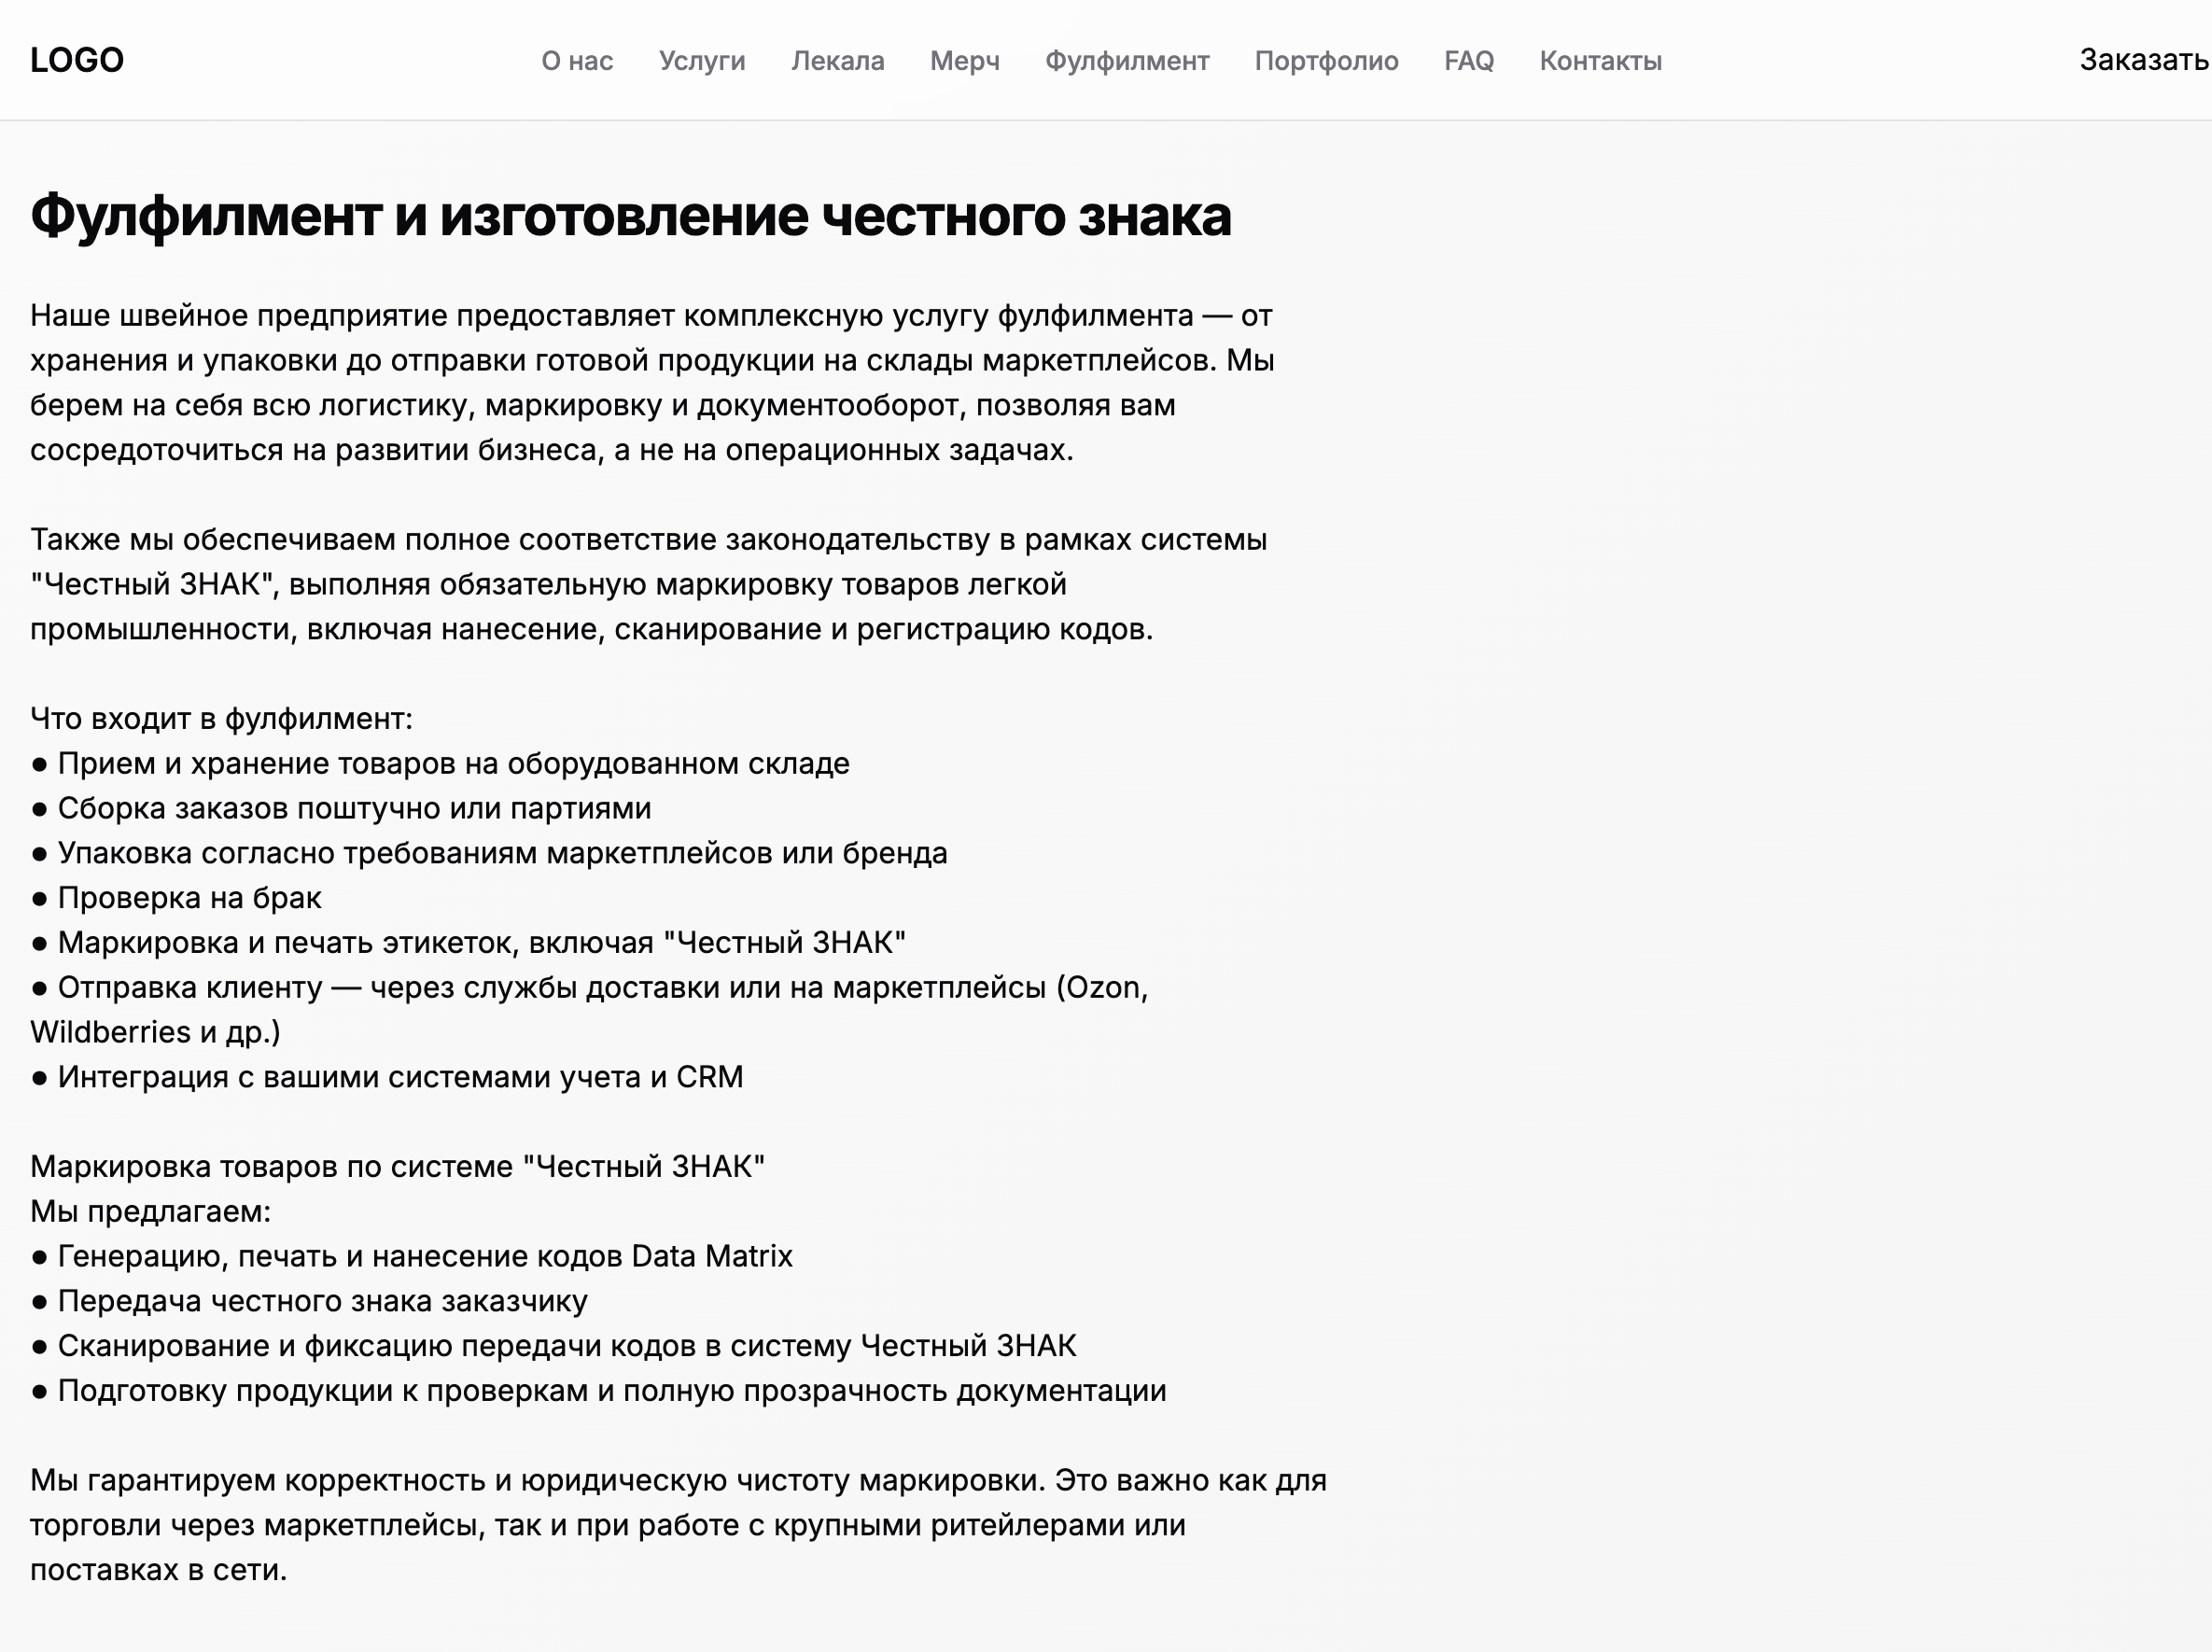 LOGO
О нас Услуги Лекала Мерч Фулфилмент Портфолио FAQ Контакты
Заказать
Фулфилмент и изготовление честного знака
Наше швейное предприятие предоставляет комплексную услугу фулфилмента — от
хранения и упаковки до отправки готовой продукции на склады маркетплейсов. Мы
берем на себя всю логистику, маркировку и документооборот, позволяя вам
сосредоточиться на развитии бизнеса, а не на операционных задачах.
Также мы обеспечиваем полное соответствие законодательству в рамках системы
"Честный ЗНАК", выполняя обязательную маркировку товаров легкой
промышленности, включая нанесение, сканирование и регистрацию кодов.
Что входит в фулфилмент:
● Прием и хранение товаров на оборудованном складе
● Сборка заказов поштучно или партиями
● Упаковка согласно требованиям маркетплейсов или бренда
● Проверка на брак
● Маркировка и печать этикеток, включая "Честный ЗНАК"
● Отправка клиенту — через службы доставки или на маркетплейсы (Ozon,
Wildberries и др.)
● Интеграция с вашими системами учета и CRM
Маркировка товаров по системе "Честный ЗНАК"
Мы предлагаем:
● Генерацию, печать и нанесение кодов Data Matrix
● Передача честного знака заказчику
● Сканирование и фиксацию передачи кодов в систему Честный ЗНАК
● Подготовку продукции к проверкам и полную прозрачность документации
Мы гарантируем корректность и юридическую чистоту маркировки. Это важно как для
торговли через маркетплейсы, так и при работе с крупными ритейлерами или
поставках в сети.